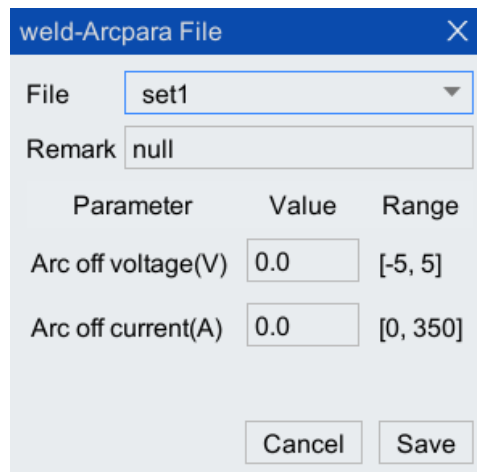 weld-Arcpara File
File set1
Remark null
Parameter Value Range
Arc off voltage(V) 0.0 [-5, 5]
Arc off current(A) 0.0 [0, 350]
Cancel Save